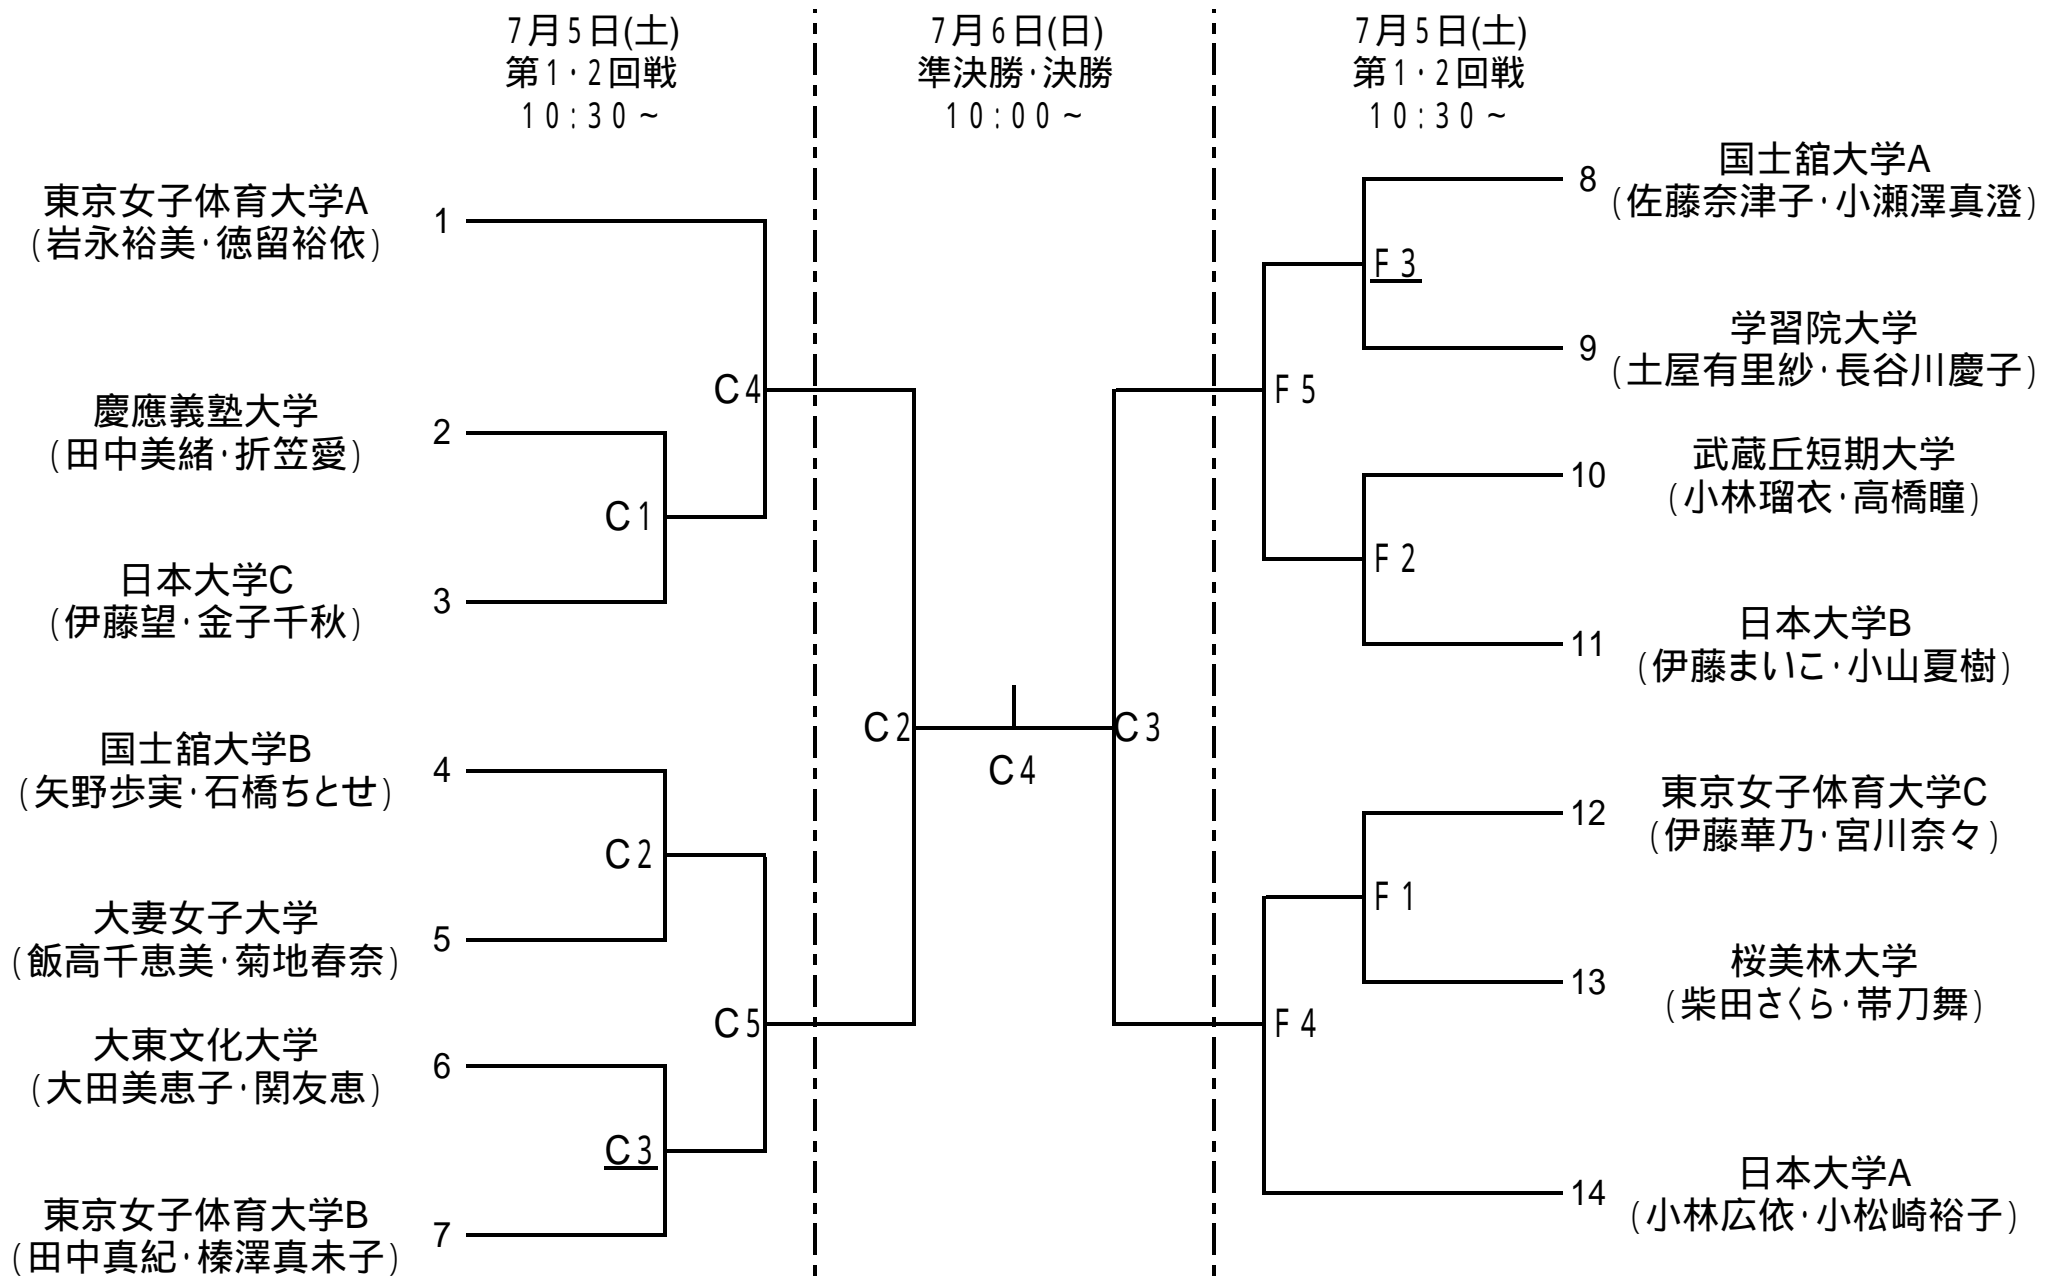 7月5日(土)
第1・2回戦
10:30~
7月6日(日)
準決勝・決勝
10:00~
7月5日(土)
第1・2回戦
10:30~
東京女子体育大学A
(岩永裕美・徳留裕依)
1
慶應義塾大学
(田中美緒・折笠愛)
2
日本大学C
(伊藤望・金子千秋)
3
国士舘大学B
(矢野歩実・石橋ちとせ)
4
大妻女子大学
(飯高千恵美・菊地春奈)
5
大東文化大学
(大田美恵子・関友恵)
6
東京女子体育大学B
(田中真紀・榛澤真未子)
7
C4
C1
C2
C5
C3
C2
C4
C3
F3
F5
F2
F1
F4
8
国士舘大学A
(佐藤奈津子・小瀬澤真澄)
9
学習院大学
(土屋有里紗・長谷川慶子)
10
武蔵丘短期大学
(小林瑠衣・高橋瞳)
11
日本大学B
(伊藤まいこ・小山夏樹)
12
東京女子体育大学C
(伊藤華乃・宮川奈々)
13
桜美林大学
(柴田さくら・帯刀舞)
14
日本大学A
(小林広依・小松崎裕子)